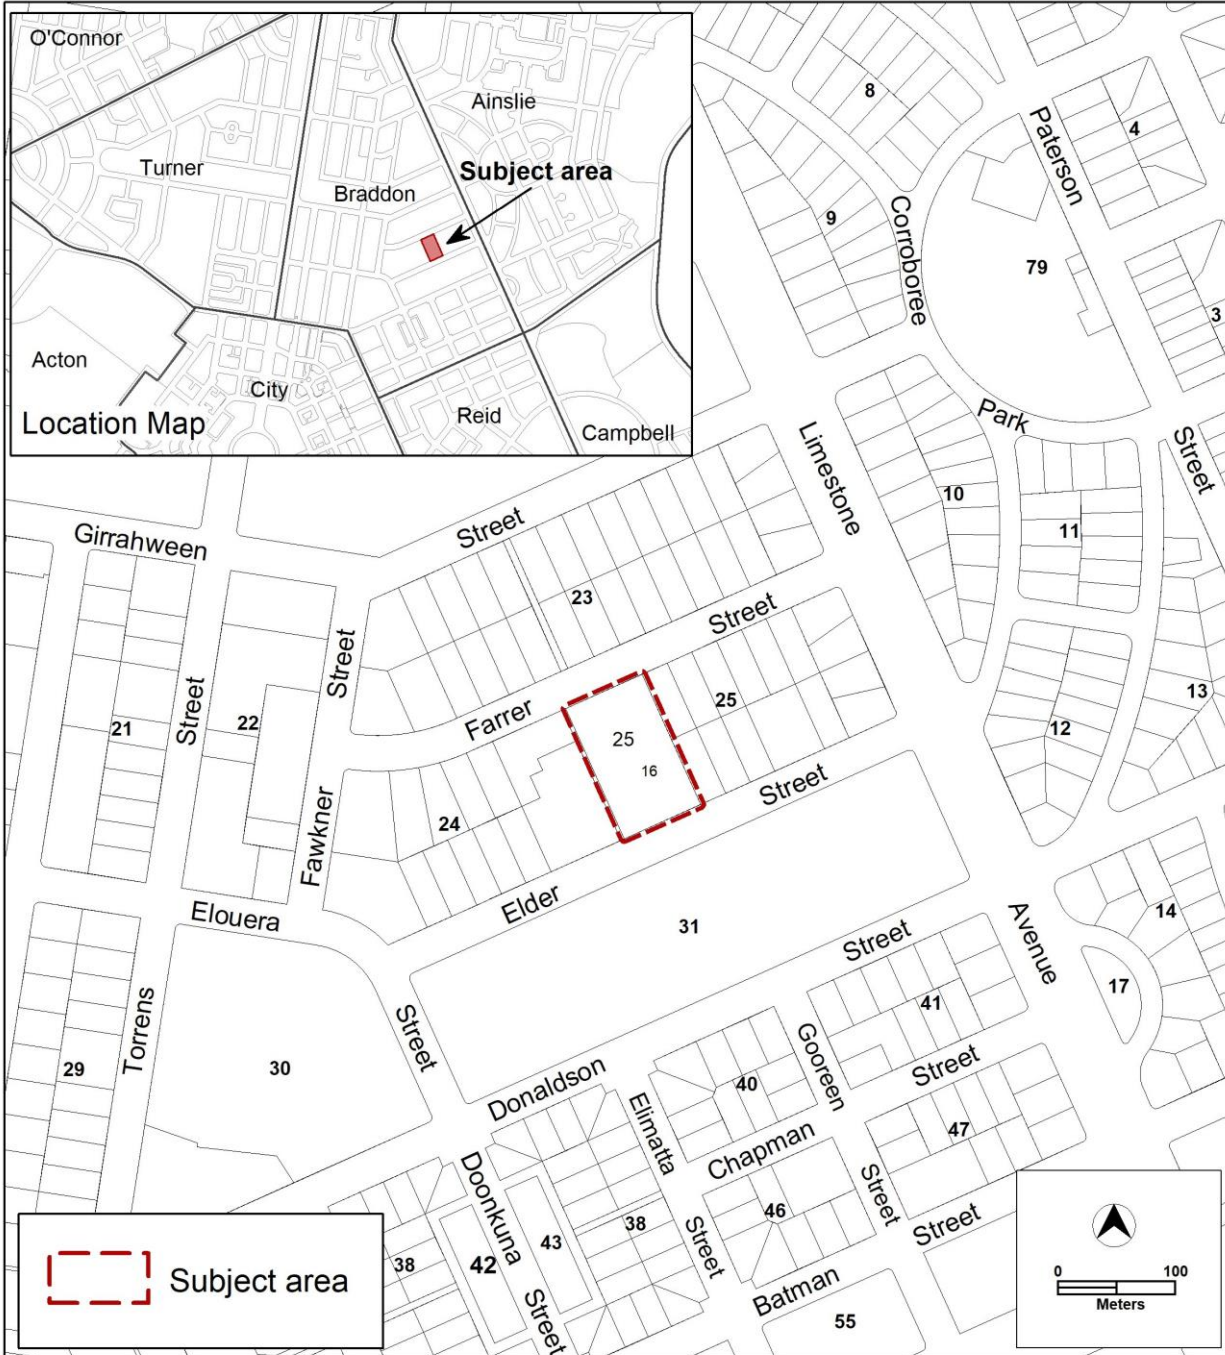 O'Connor
Ainslie
Turner
Subject area
Braddon
Acton
City
Reid
Campbell
Location Map
8
4
Paterson
9
Corroboree
79
3
Park
Street
Limestone
10
11
Girrahween
Street
23
Street
13
12
Street
Street
21
22
Farrer
25
25
16
Street
24
Fawkner
Elder
Elouera
31
Street
Avenue
14
17
41
Torrens
Street
Gooreen
29
30
Donaldson
40
Street
Elimatta
47
Chapman
Doonkuna
Street
46
38
43
Street
Street
38
42
Street
Batman
55
Subject area
0 100
Meters